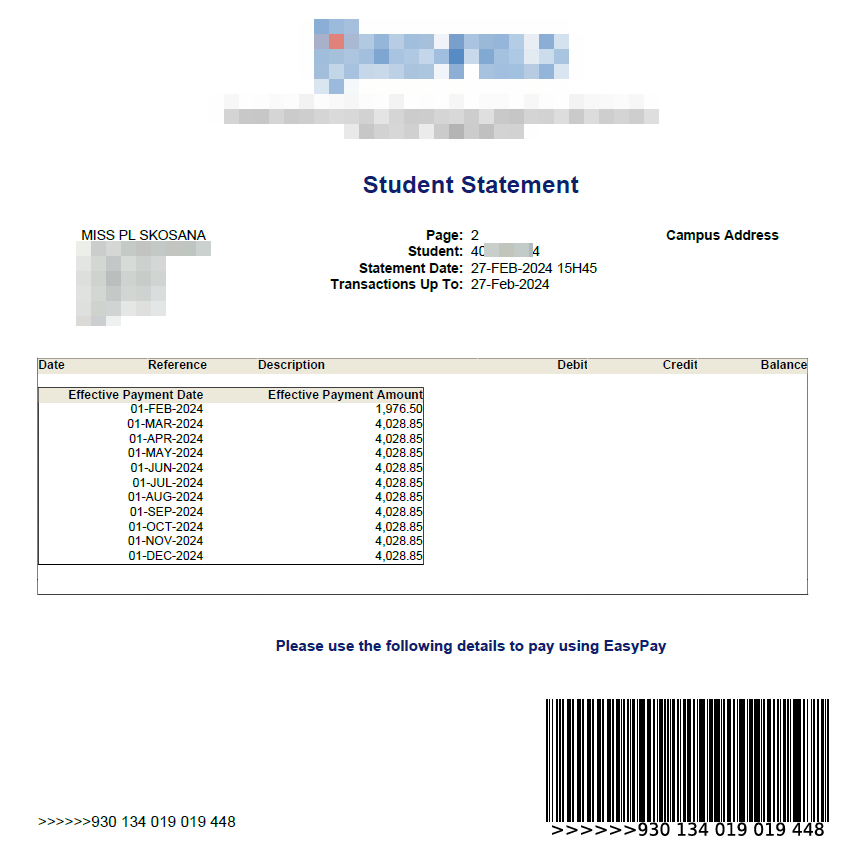 Student Statement
MISS PL SKOSANA
Page: 2
Campus Address
Student: 40 4
Statement Date: 27-FEB-2024 15H45
Transactions Up To: 27-Feb-2024
Date Reference Description Debit Credit Balance
Effective Payment Date Effective Payment Amount
01-FEB-2024 1,976.50
01-MAR-2024 4,028.85
01-APR-2024 4,028.85
01-MAY-2024 4,028.85
01-JUN-2024 4,028.85
01-JUL-2024 4,028.85
01-AUG-2024 4,028.85
01-SEP-2024 4,028.85
01-OCT-2024 4,028.85
01-NOV-2024 4,028.85
01-DEC-2024 4,028.85
Please use the following details to pay using EasyPay
>>>>>>930 134 019 019 448
>>>>>>930 134 019 019 448